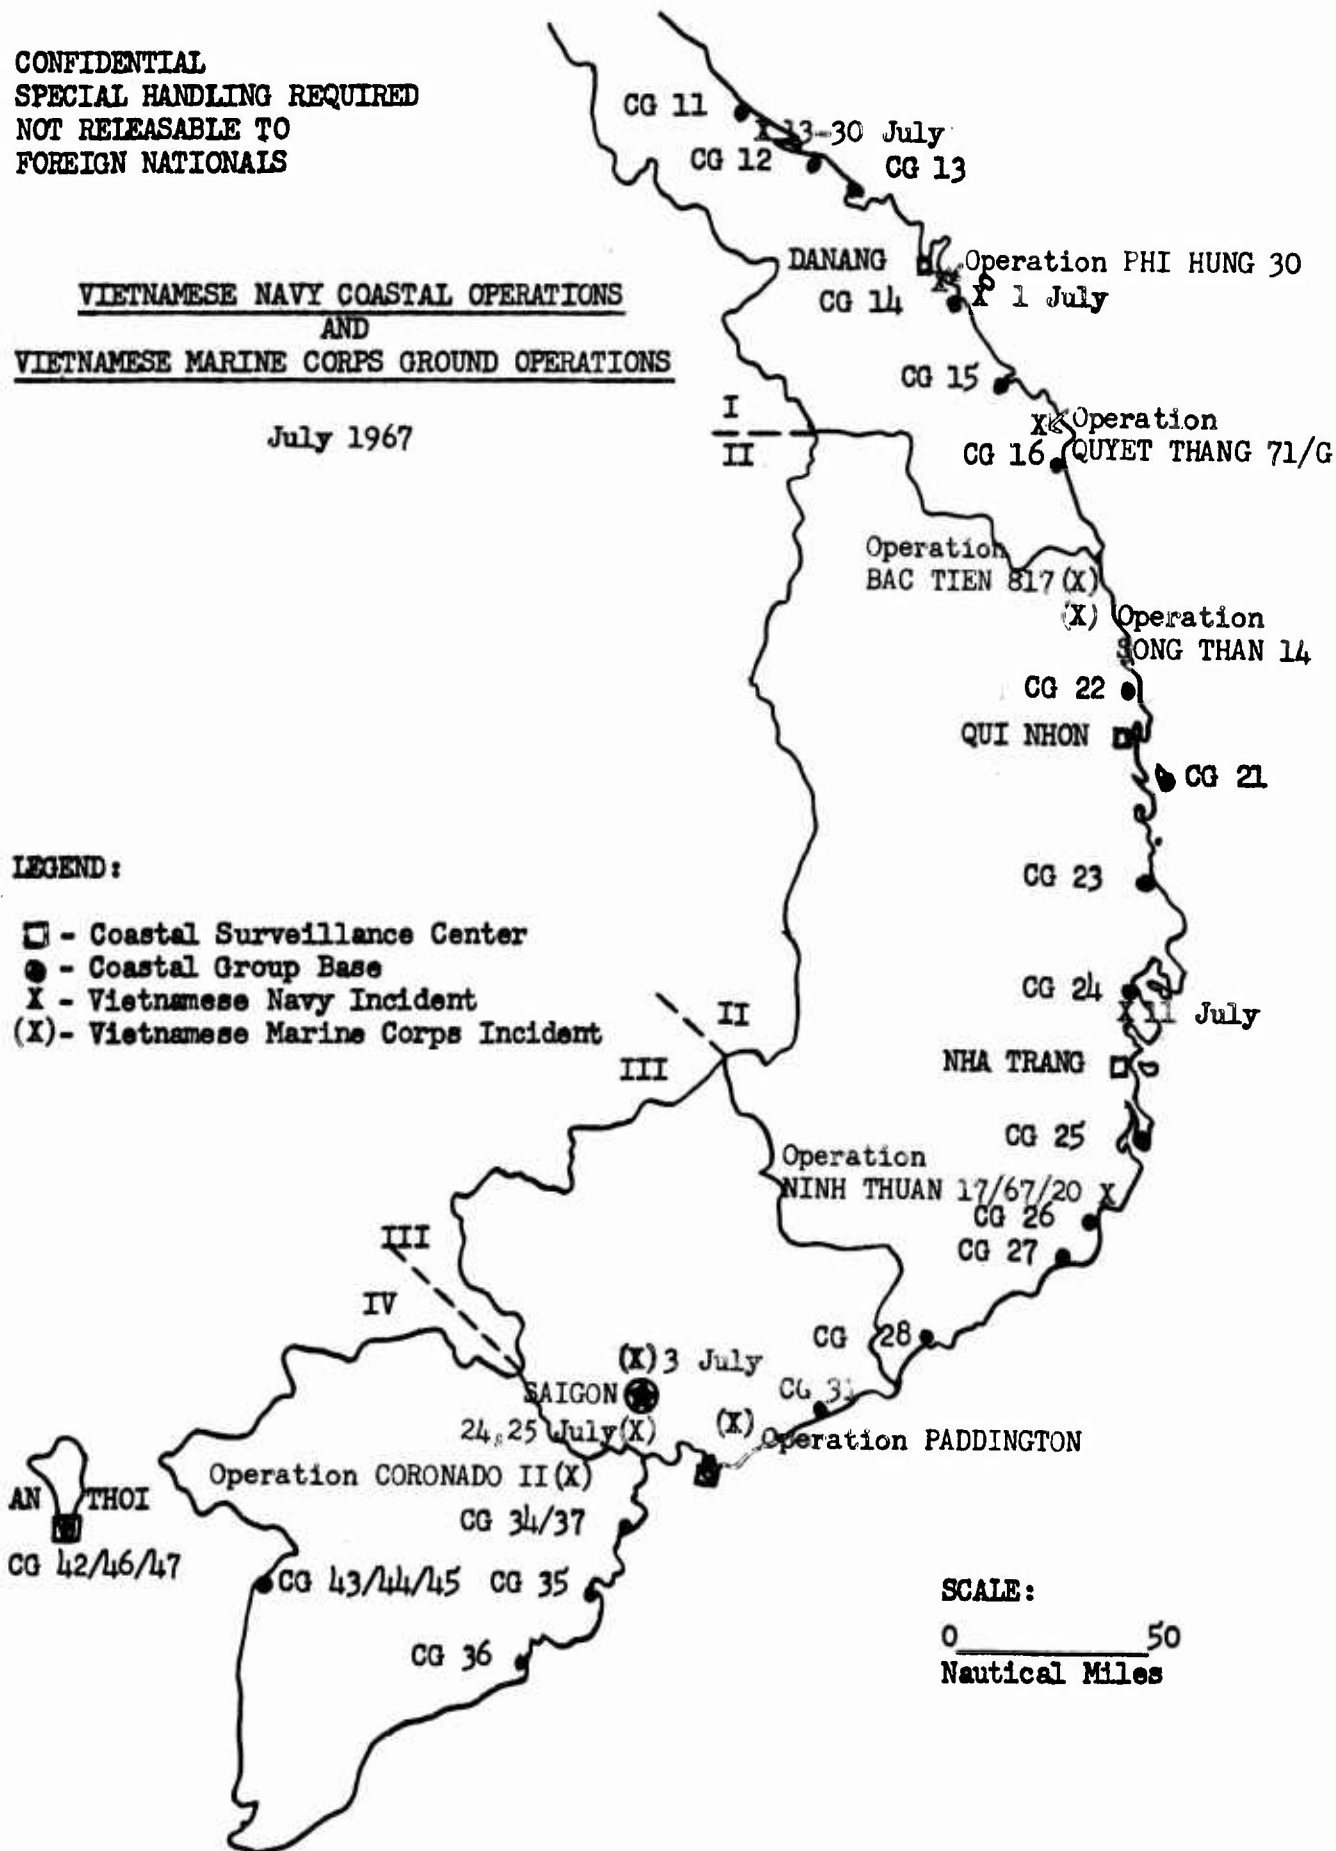 CONFIDENTIAL
SPECIAL HANDLING REQUIRED
NOT RELEASABLE TO
FOREIGN NATIONALS
VIETNAMESE NAVY COASTAL OPERATIONS
AND
VIETNAMESE MARINE CORPS GROUND OPERATIONS
July 1967
CG 11
X 13-30 July
CG 12
CG 13
DANANG
Operation PHI HUNG 30
X
CG 14
X 1 July
CG 15
I
II
X Operation
CG 16 QUYET THANG 71/G
Operation
BAC TIEN 817 (X)
(X) Operation
SONG THAN 14
CG 22
QUI NHON
CG 21
CG 23
LEGEND:
- Coastal Surveillance Center
- Coastal Group Base
X - Vietnamese Navy Incident
(X)- Vietnamese Marine Corps Incident
CG 24
X 11 July
II
III
NHA TRANG
CG 25
Operation
NINH THUAN 17/67/20 X
CG 26
CG 27
III
IV
CG 28
(X) 3 July
SAIGON
CG 31
24,25 July (X)
(X) Operation PADDINGTON
Operation CORONADO II (X)
AN THOI
CG 34/37
CG 42/46/47
CG 43/44/45 CG 35
CG 36
SCALE:
0 50
Nautical Miles